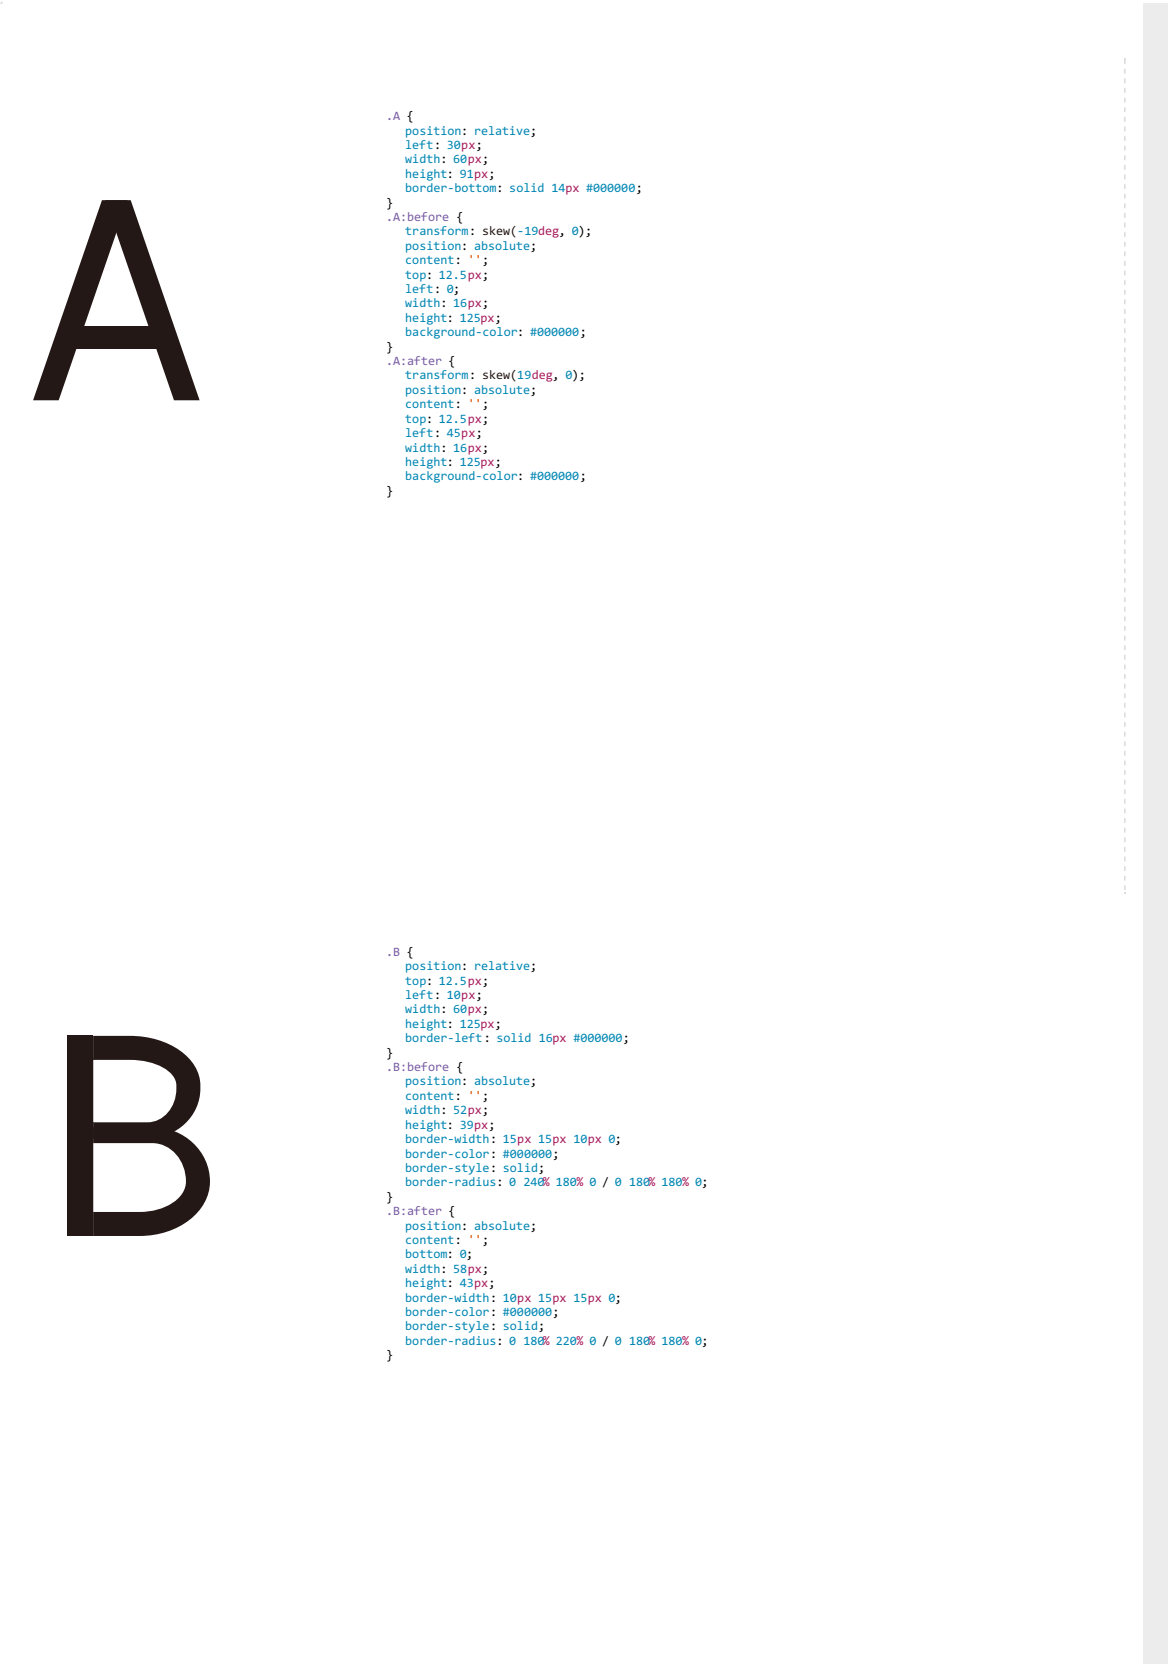 A
.A {
position: relative;
left: 30px;
width: 60px;
height: 91px;
border-bottom: solid 14px #000000;
}
.A:before {
transform: skew(-19deg, 0);
position: absolute;
content: '';
top: 12.5px;
left: 0;
width: 16px;
height: 125px;
background-color: #000000;
}
.A:after {
transform: skew(19deg, 0);
position: absolute;
content: '';
top: 12.5px;
left: 45px;
width: 16px;
height: 125px;
background-color: #000000;
}
B
.B {
position: relative;
top: 12.5px;
left: 10px;
width: 60px;
height: 125px;
border-left: solid 16px #000000;
}
.B:before {
position: absolute;
content: '';
width: 52px;
height: 39px;
border-width: 15px 15px 10px 0;
border-color: #000000;
border-style: solid;
border-radius: 0 240% 180% 0 / 0 180% 180% 0;
}
.B:after {
position: absolute;
content: '';
bottom: 0;
width: 58px;
height: 43px;
border-width: 10px 15px 15px 0;
border-color: #000000;
border-style: solid;
border-radius: 0 180% 220% 0 / 0 180% 180% 0;
}